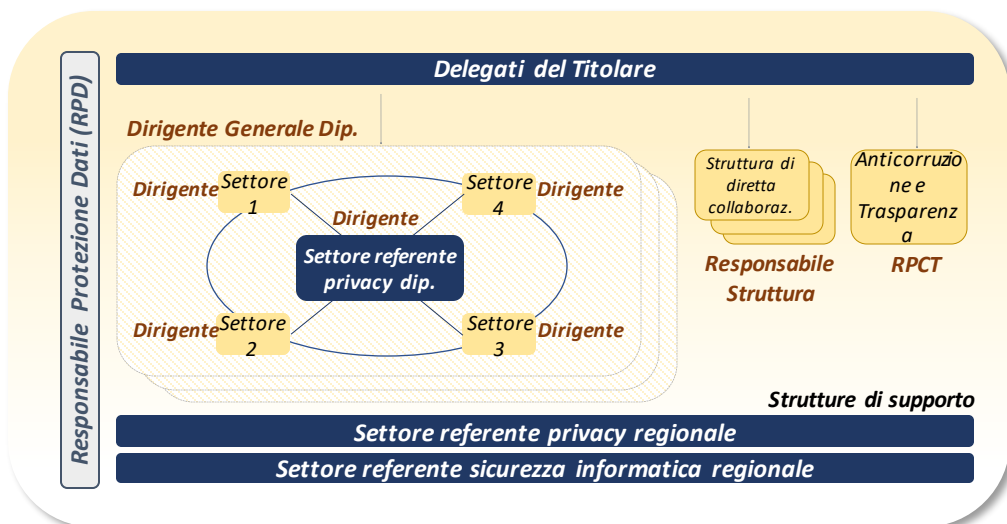 Responsabile Protezione Dati (RPD)
Delegati del Titolare
Dirigente Generale Dip.
Dirigente
Settore
1
Settore
4
Dirigente
Dirigente
Settore referente
privacy dip.
Dirigente
Settore
2
Settore
3
Dirigente
Struttura di
diretta
collaboraz.
Responsabile
Struttura
Anticorruzio
ne e
Trasparenz
a
RPCT
Strutture di supporto
Settore referente privacy regionale
Settore referente sicurezza informatica regionale